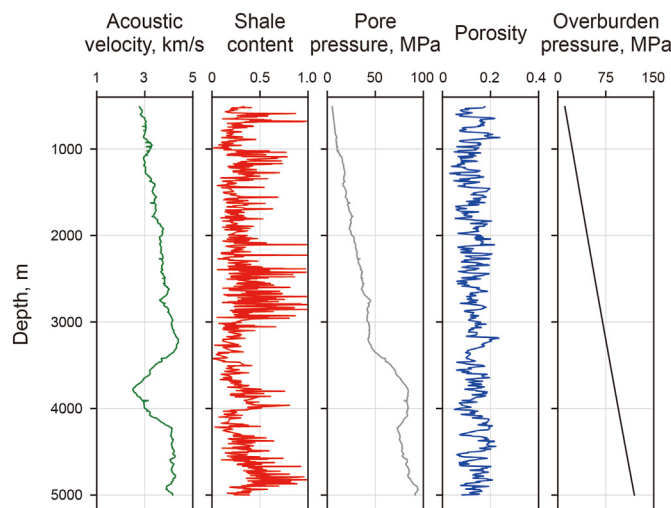 Acoustic
velocity, km/s
Shale
content
Pore
pressure, MPa
Porosity
Overburden
pressure, MPa
1 3 5
0 0.5 1.0
0 50 100
0 0.2 0.4
0 75 150
Depth, m
1000
2000
3000
4000
5000